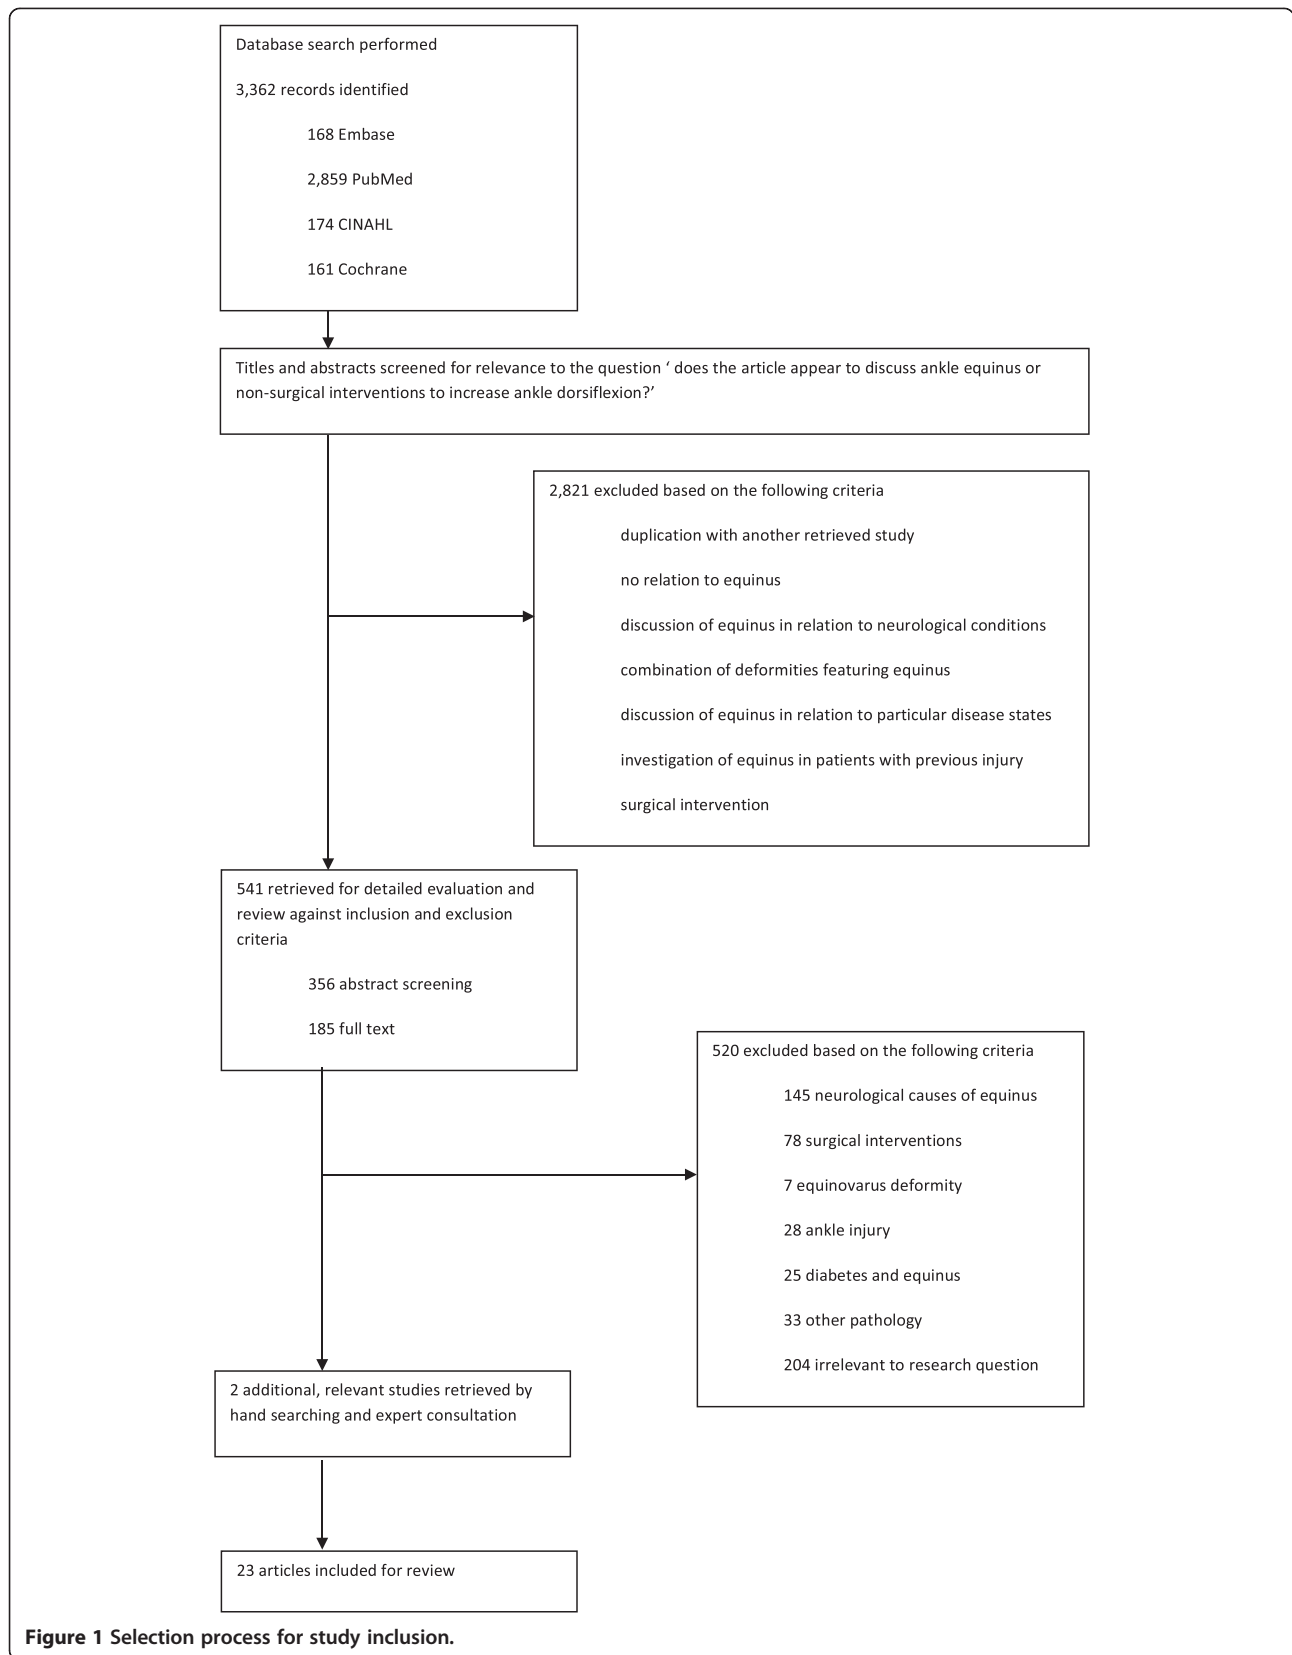 Database search performed
3,362 records identified
168 Embase
2,859 PubMed
174 CINAHL
161 Cochrane
Titles and abstracts screened for relevance to the question ‘ does the article appear to discuss ankle equinus or
non-surgical interventions to increase ankle dorsiflexion?’
2,821 excluded based on the following criteria
duplication with another retrieved study
no relation to equinus
discussion of equinus in relation to neurological conditions
combination of deformities featuring equinus
discussion of equinus in relation to particular disease states
investigation of equinus in patients with previous injury
surgical intervention
541 retrieved for detailed evaluation and
review against inclusion and exclusion
criteria
356 abstract screening
185 full text
520 excluded based on the following criteria
145 neurological causes of equinus
78 surgical interventions
7 equinovarus deformity
28 ankle injury
25 diabetes and equinus
33 other pathology
204 irrelevant to research question
2 additional, relevant studies retrieved by
hand searching and expert consultation
23 articles included for review
Figure 1 Selection process for study inclusion.